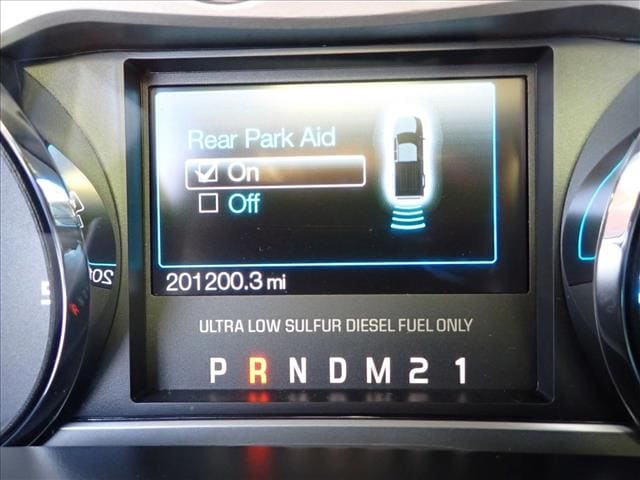 Rear Park Aid
On
Off
201200.3 mi
ULTRA LOW SULFUR DIESEL FUEL ONLY
P R N D M 2 1